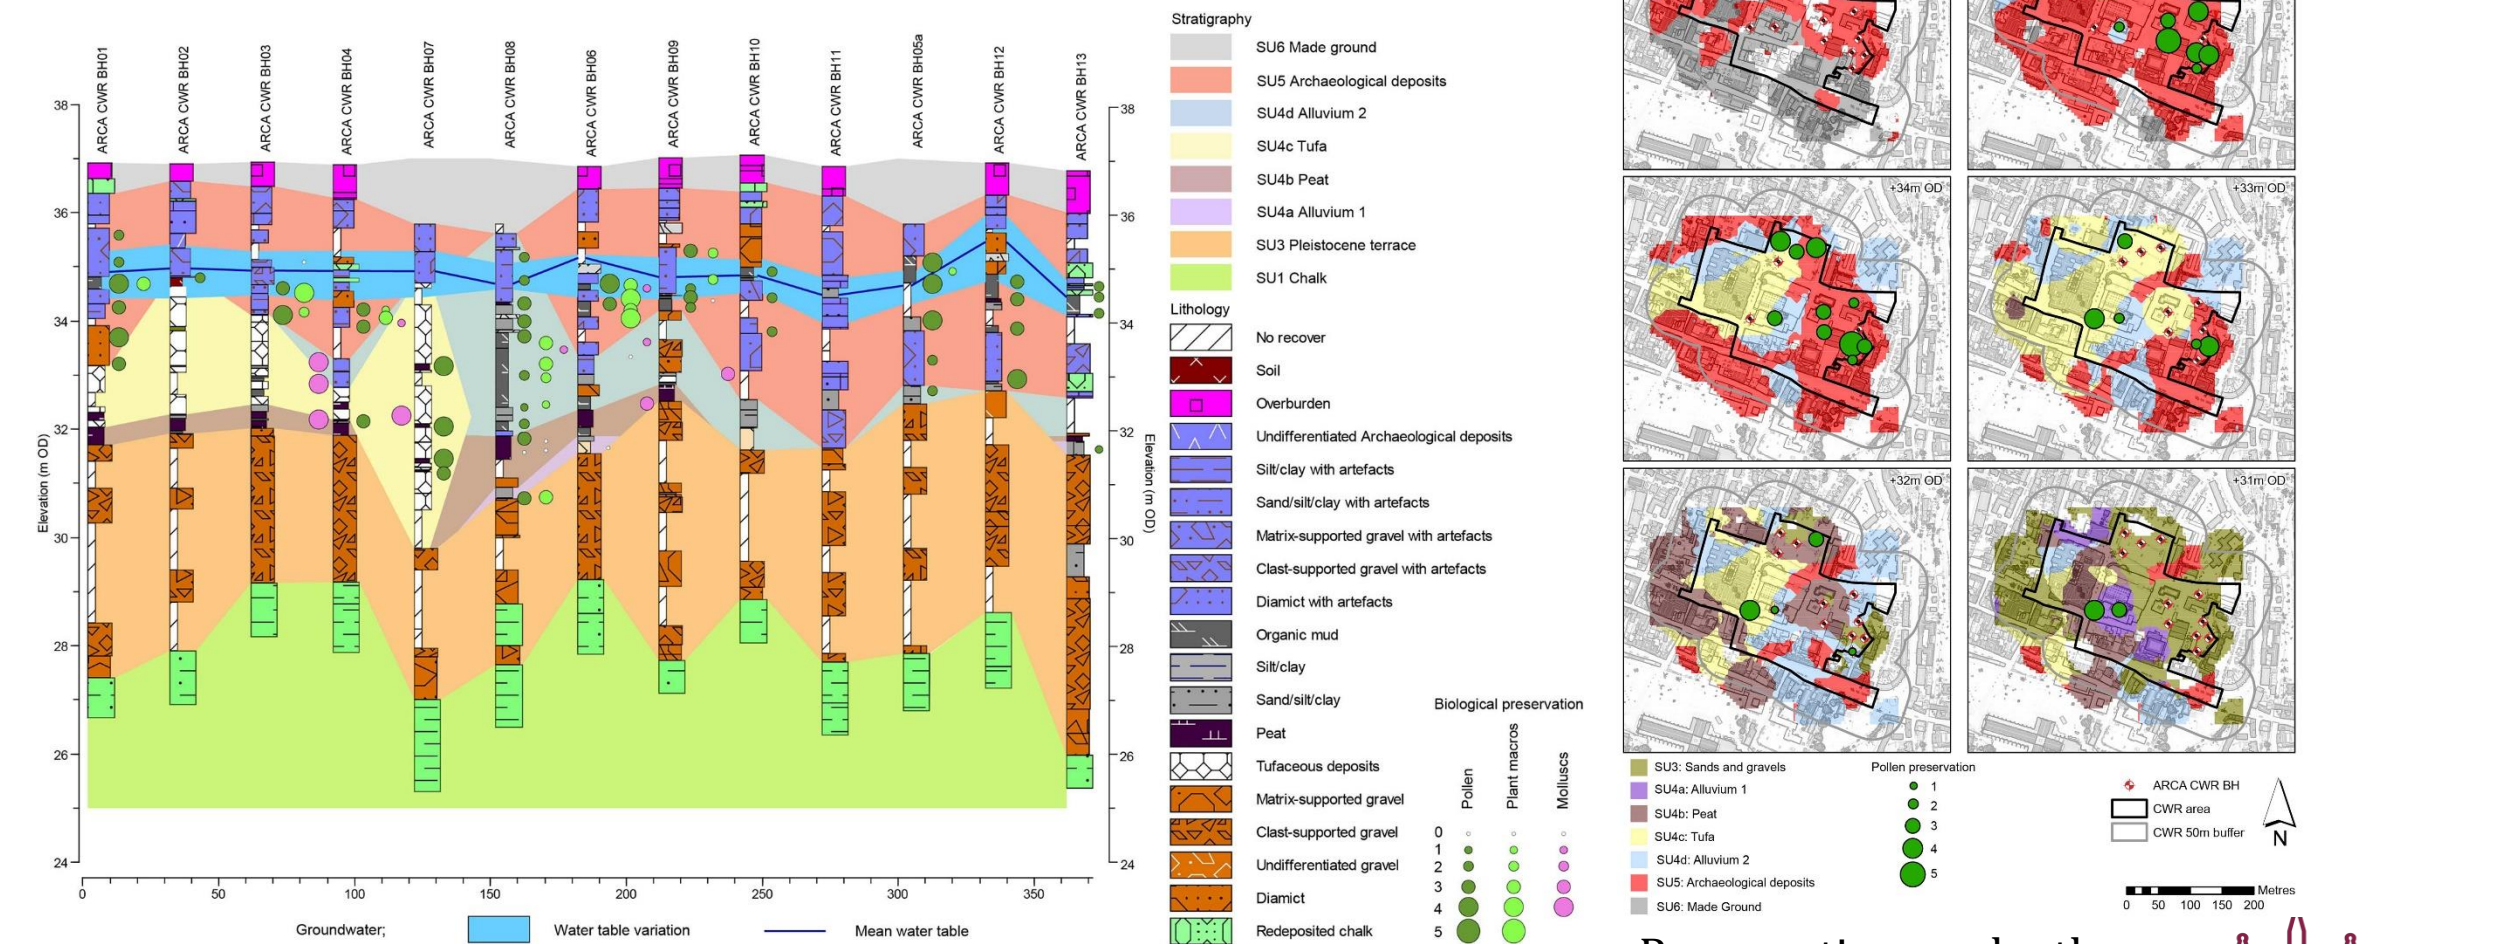 ARCA CWR BH01
ARCA CWR BH02
ARCA CWR BH03
ARCA CWR BH04
ARCA CWR BH07
ARCA CWR BH08
ARCA CWR BH06
ARCA CWR BH09
ARCA CWR BH10
ARCA CWR BH11
ARCA CWR BH05a
ARCA CWR BH12
ARCA CWR BH13
38
36
34
32
30
28
26
24
Elevation (m OD)
38
36
34
32
30
28
26
24
Elevation (m OD)
0 50 100 150 200 250 300 350
Groundwater; Water table variation Mean water table
Stratigraphy
SU6 Made ground
SU5 Archaeological deposits
SU4d Alluvium 2
SU4c Tufa
SU4b Peat
SU4a Alluvium 1
SU3 Pleistocene terrace
SU1 Chalk
Lithology
No recover
Soil
Overburden
Undifferentiated Archaeological deposits
Silt/clay with artefacts
Sand/silt/clay with artefacts
Matrix-supported gravel with artefacts
Clast-supported gravel with artefacts
Diamict with artefacts
Organic mud
Silt/clay
Sand/silt/clay
Peat
Tufaceous deposits
Matrix-supported gravel
Clast-supported gravel
Undifferentiated gravel
Diamict
Redeposited chalk
Biological preservation
Pollen
Plant macros
Molluscs
0
1
2
3
4
5
+34m OD
+33m OD
+32m OD
+31m OD
SU3: Sands and gravels
SU4a: Alluvium 1
SU4b: Peat
SU4c: Tufa
SU4d: Alluvium 2
SU5: Archaeological deposits
SU6: Made Ground
Pollen preservation
1
2
3
4
5
ARCA CWR BH
CWR area
CWR 50m buffer
N
Metres
0 50 100 150 200